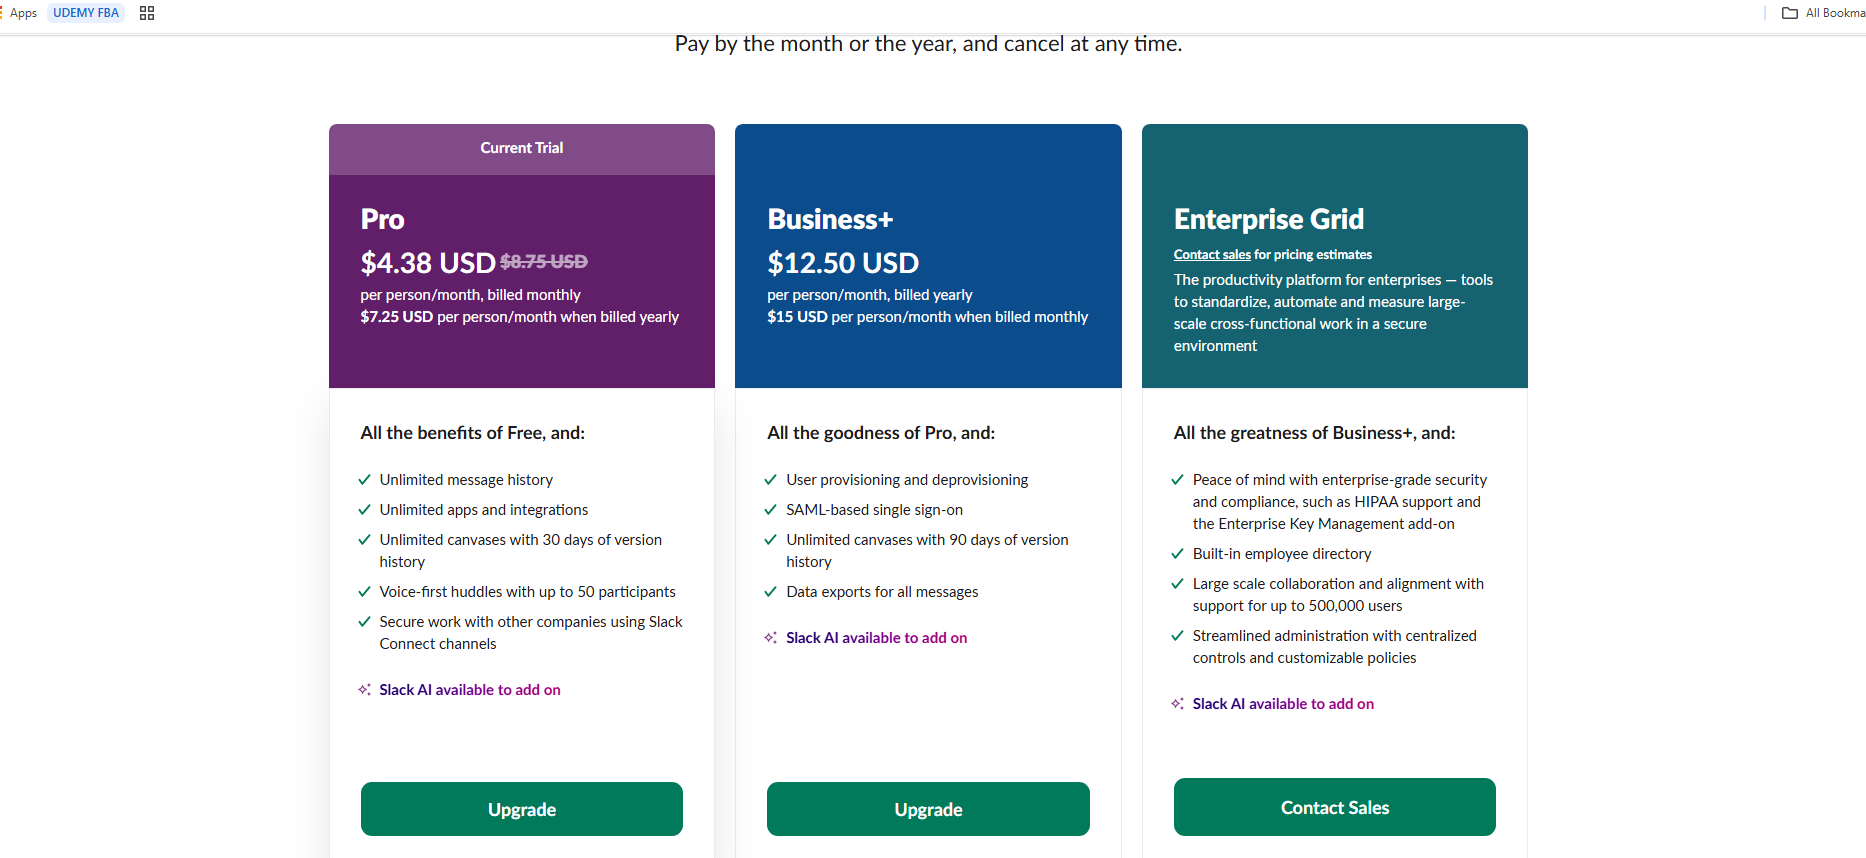 Apps UDEMY FBA All Bookma
Pay by the month or the year, and cancel at any time.
Current Trial
Pro
$4.38 USD $8.75 USD
per person/month, billed monthly
$7.25 USD per person/month when billed yearly
All the benefits of Free, and:
Unlimited message history
Unlimited apps and integrations
Unlimited canvases with 30 days of version
history
Voice-first huddles with up to 50 participants
Secure work with other companies using Slack
Connect channels
Slack AI available to add on
Upgrade
Business+
$12.50 USD
per person/month, billed yearly
$15 USD per person/month when billed monthly
All the goodness of Pro, and:
User provisioning and deprovisioning
SAML-based single sign-on
Unlimited canvases with 90 days of version
history
Data exports for all messages
Slack AI available to add on
Upgrade
Enterprise Grid
Contact sales for pricing estimates
The productivity platform for enterprises — tools
to standardize, automate and measure large-
scale cross-functional work in a secure
environment
All the greatness of Business+, and:
Peace of mind with enterprise-grade security
and compliance, such as HIPAA support and
the Enterprise Key Management add-on
Built-in employee directory
Large scale collaboration and alignment with
support for up to 500,000 users
Streamlined administration with centralized
controls and customizable policies
Slack AI available to add on
Contact Sales